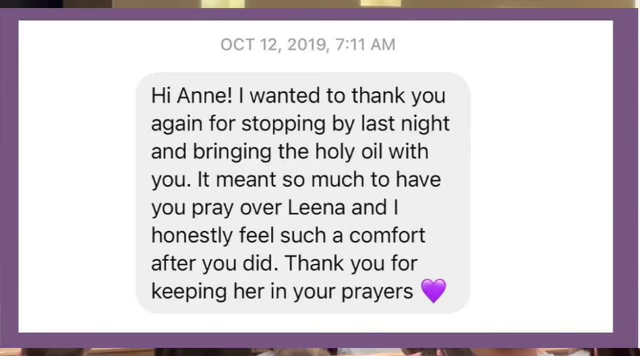 OCT 12, 2019, 7:11 AM
Hi Anne! I wanted to thank you
again for stopping by last night
and bringing the holy oil with
you. It meant so much to have
you pray over Leena and I
honestly feel such a comfort
after you did. Thank you for
keeping her in your prayers 💜